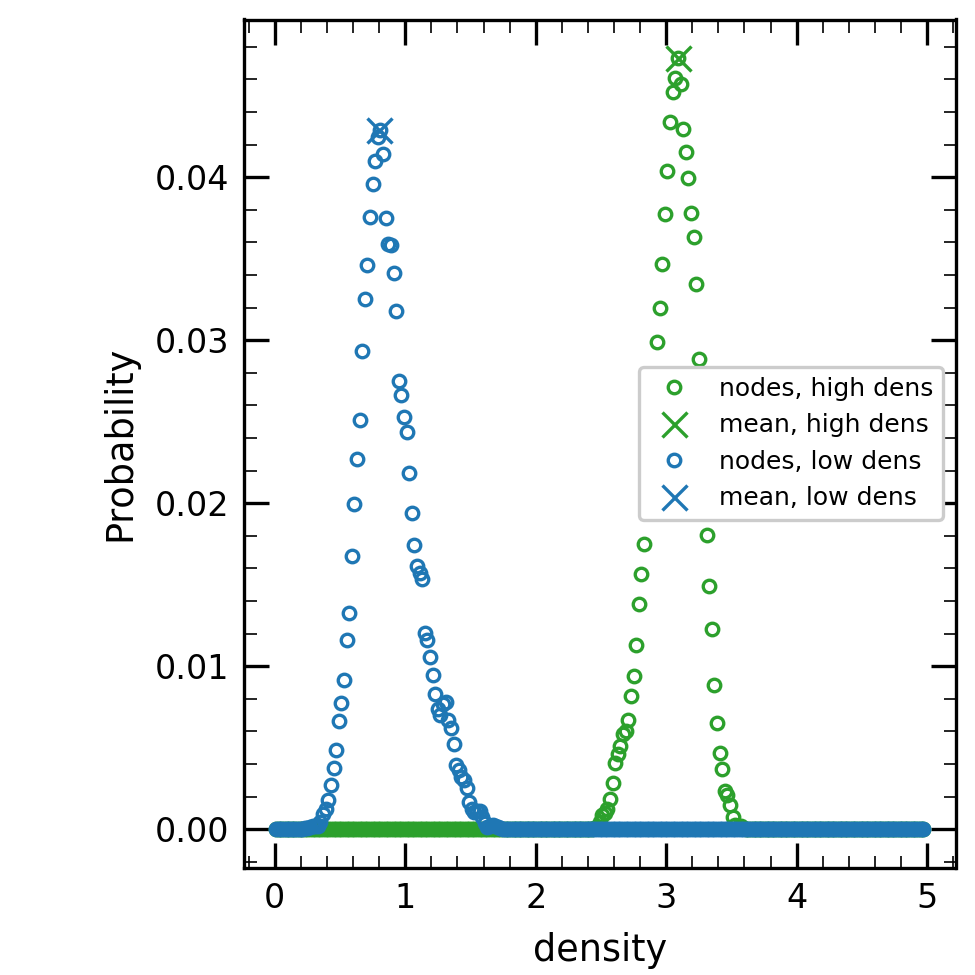 0.04
0.03
0.02
0.01
0.00
Probability
nodes, high dens
mean, high dens
nodes, low dens
mean, low dens
0 1 2 3 4 5
density